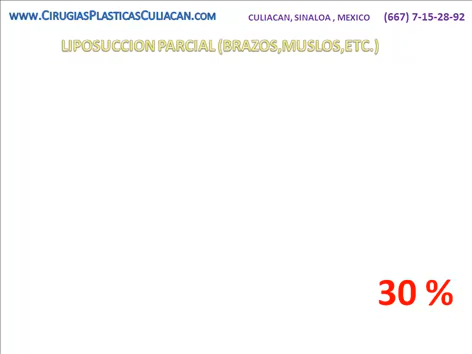 www.CirugiasPlasticasCuliacan.com CULIACAN, SINALOA , MEXICO (667) 7-15-28-92
LIPOSUCCION PARCIAL (BRAZOS,MUSLOS,ETC.)
30 %